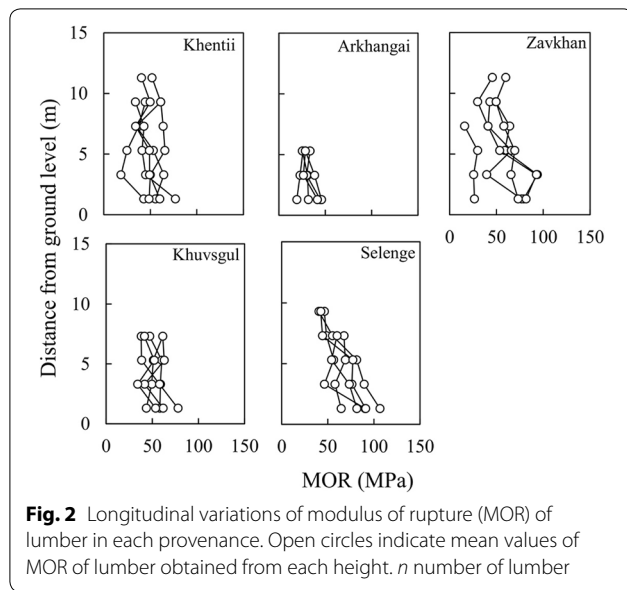 15
Khentii
Arkhangai
Zavkhan
10
5
0
0 50 100 150
Distance from ground level (m)
15
Khuvsgul
Selenge
10
5
0
0 50 100 150
0 50 100 150
MOR (MPa)
Fig. 2 Longitudinal variations of modulus of rupture (MOR) of
lumber in each provenance. Open circles indicate mean values of
MOR of lumber obtained from each height. n number of lumber